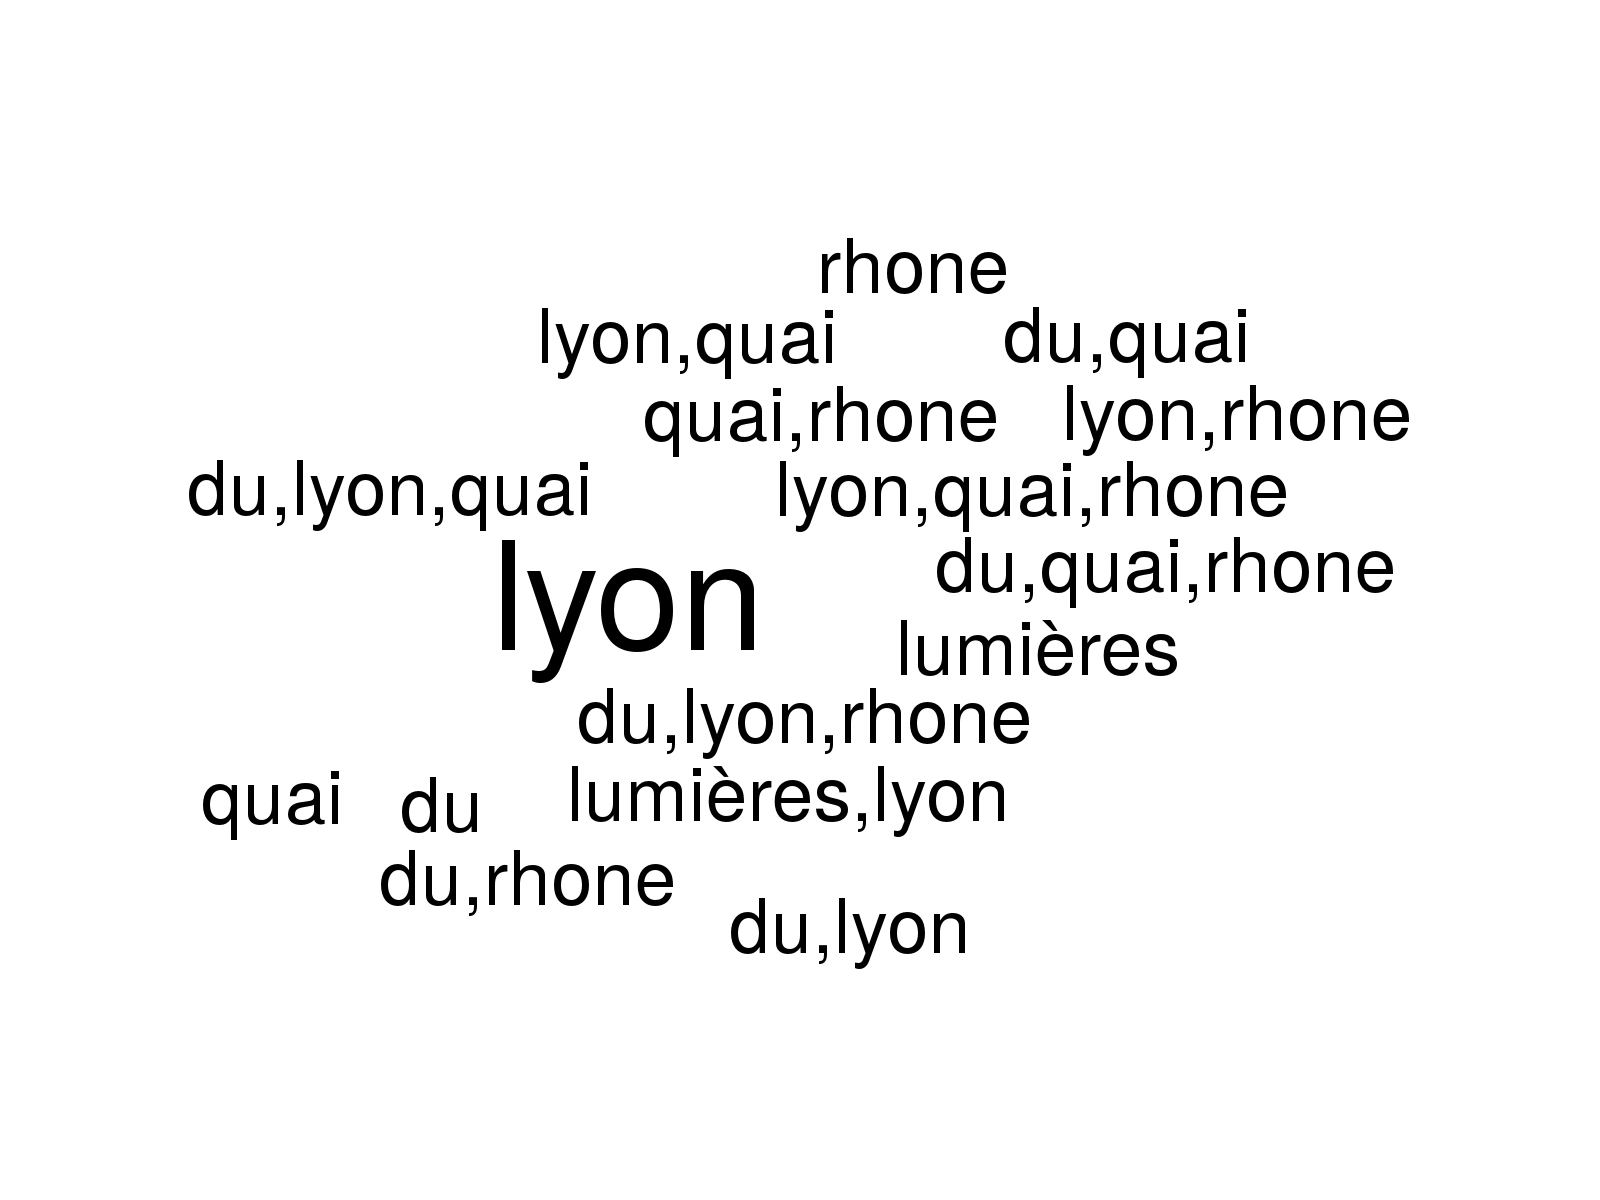 rhone
lyon,quai
du,quai
quai,rhone
lyon,rhone
du,lyon,quai
lyon,quai,rhone
lyon
du,quai,rhone
lumières
du,lyon,rhone
quai
du
lumières,lyon
du,rhone
du,lyon